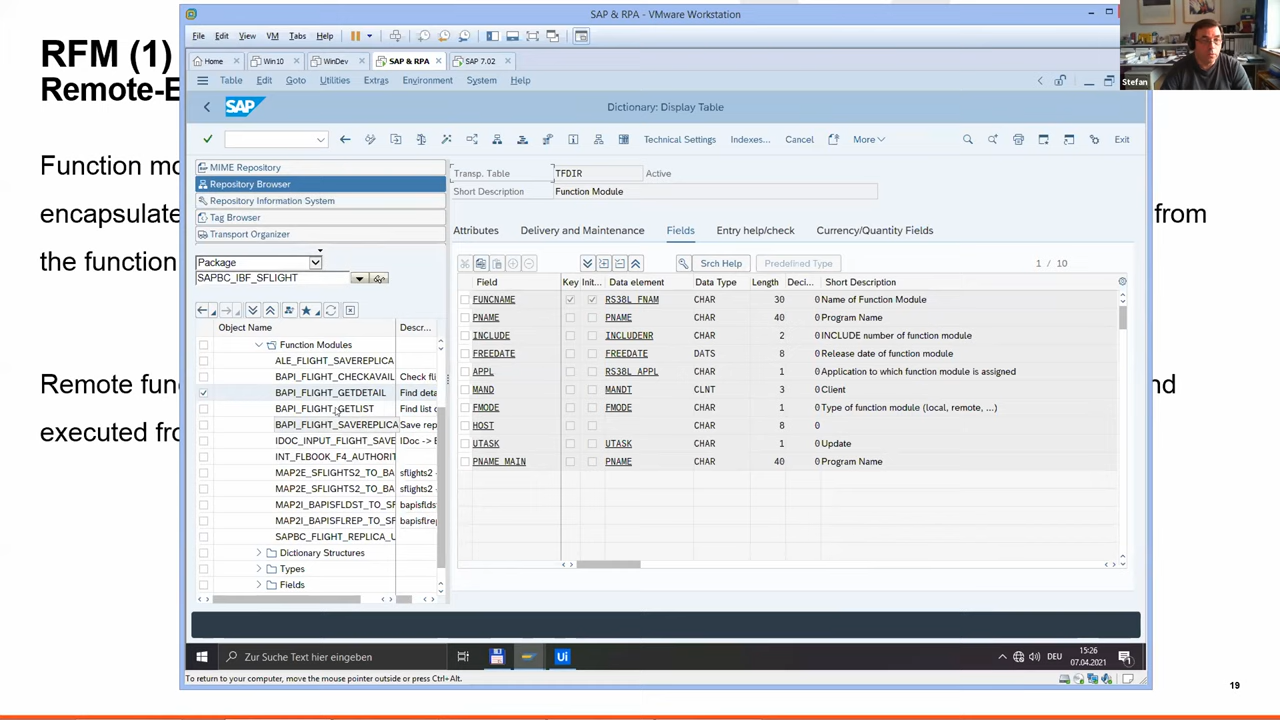 RFM (1)
Remote-E
Function mo
encapsulate
from
the function
Remote fun
and
executed fro
19
SAP & RPA - VMware Workstation
File Edit View VM Tabs Help
Home Win10 WinDev SAP & RPA SAP 7.02
Table Edit Goto Utilities Extras Environment System Help
SAP
Dictionary: Display Table
Technical Settings Indexes... Cancel More Exit
MIME Repository
Repository Browser
Repository Information System
Tag Browser
Transport Organizer
Package
SAPBC_IBF_SFLIGHT
Object Name Descr...
Function Modules
ALE_FLIGHT_SAVEREPLICA
BAPI_FLIGHT_CHECKAVAIL Check fli
BAPI_FLIGHT_GETDETAIL Find deta
BAPI_FLIGHT_GETLIST Find list o
BAPI_FLIGHT_SAVEREPLICA Save rep
IDOC_INPUT_FLIGHT_SAVE IDoc -> B
INT_FLBOOK_F4_AUTHORIT
MAP2E_SFLIGHTS2_TO_BA sflights2 -
MAP2E_SFLIGHTS2_TO_BA sflights2 -
MAP2I_BAPISFLDST_TO_SF bapisflds
MAP2I_BAPISFLREP_TO_SF bapisflre
SAPBC_FLIGHT_REPLICA_U
Dictionary Structures
Types
Fields
Transp. Table TFDIR Active
Short Description Function Module
Attributes Delivery and Maintenance Fields Entry help/check Currency/Quantity Fields
Srch Help Predefined Type 1 / 10
Field Key Init... Data element Data Type Length Deci... Short Description
FUNCNAME RS38L_FNAM CHAR 30 0 Name of Function Module
PNAME PNAME CHAR 40 0 Program Name
INCLUDE INCLUDENR CHAR 2 0 INCLUDE number of function module
FREEDATE FREEDATE DATS 8 0 Release date of function module
APPL RS38L_APPL CHAR 1 0 Application to which function module is assigned
MAND MANDT CLNT 3 0 Client
FMODE FMODE CHAR 1 0 Type of function module (local, remote, ...)
HOST CHAR 8 0
UTASK UTASK CHAR 1 0 Update
PNAME_MAIN PNAME CHAR 40 0 Program Name
Zur Suche Text hier eingeben
Ui
DEU
15:26
07.04.2021
To return to your computer, move the mouse pointer outside or press Ctrl+Alt.
Stefan